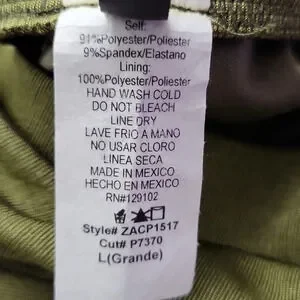 Self:
91%Polyester/Poliester
9%Spandex/Elastano
Lining:
100%Polyester/Poliester
HAND WASH COLD
DO NOT BLEACH
LINE DRY
LAVE FRIO A MANO
NO USAR CLORO
LINEA SECA
MADE IN MEXICO
HECHO EN MEXICO
RN#129102
Style# ZACP1517
Cut# P7370
L(Grande)